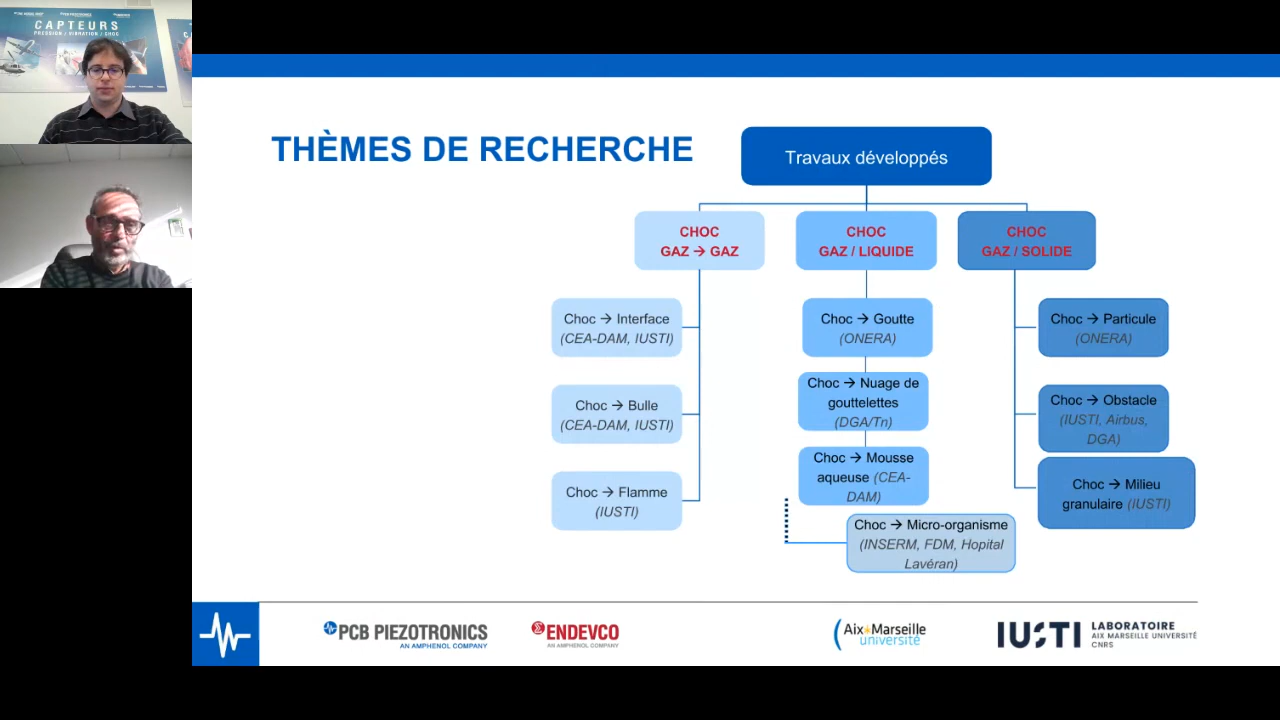 CAPTEURS
PRESSION / VIBRATION / CHOC
THÈMES DE RECHERCHE
Travaux développés
CHOC
GAZ → GAZ
CHOC
GAZ / LIQUIDE
CHOC
GAZ / SOLIDE
Choc → Interface
(CEA-DAM, IUSTI)
Choc → Bulle
(CEA-DAM, IUSTI)
Choc → Flamme
(IUSTI)
Choc → Goutte
(ONERA)
Choc → Nuage de
gouttelettes
(DGA/Tn)
Choc → Mousse
aqueuse (CEA-
DAM)
Choc → Micro-organisme
(INSERM, FDM, Hopital
Lavéran)
Choc → Particule
(ONERA)
Choc → Obstacle
(IUSTI, Airbus,
DGA)
Choc → Milieu
granulaire (IUSTI)
PCB PIEZOTRONICS
AN AMPHENOL COMPANY
ENDEVCO
AN AMPHENOL COMPANY
Aix*Marseille
université
IUSTI
LABORATOIRE
AIX MARSEILLE UNIVERSITÉ
CNRS